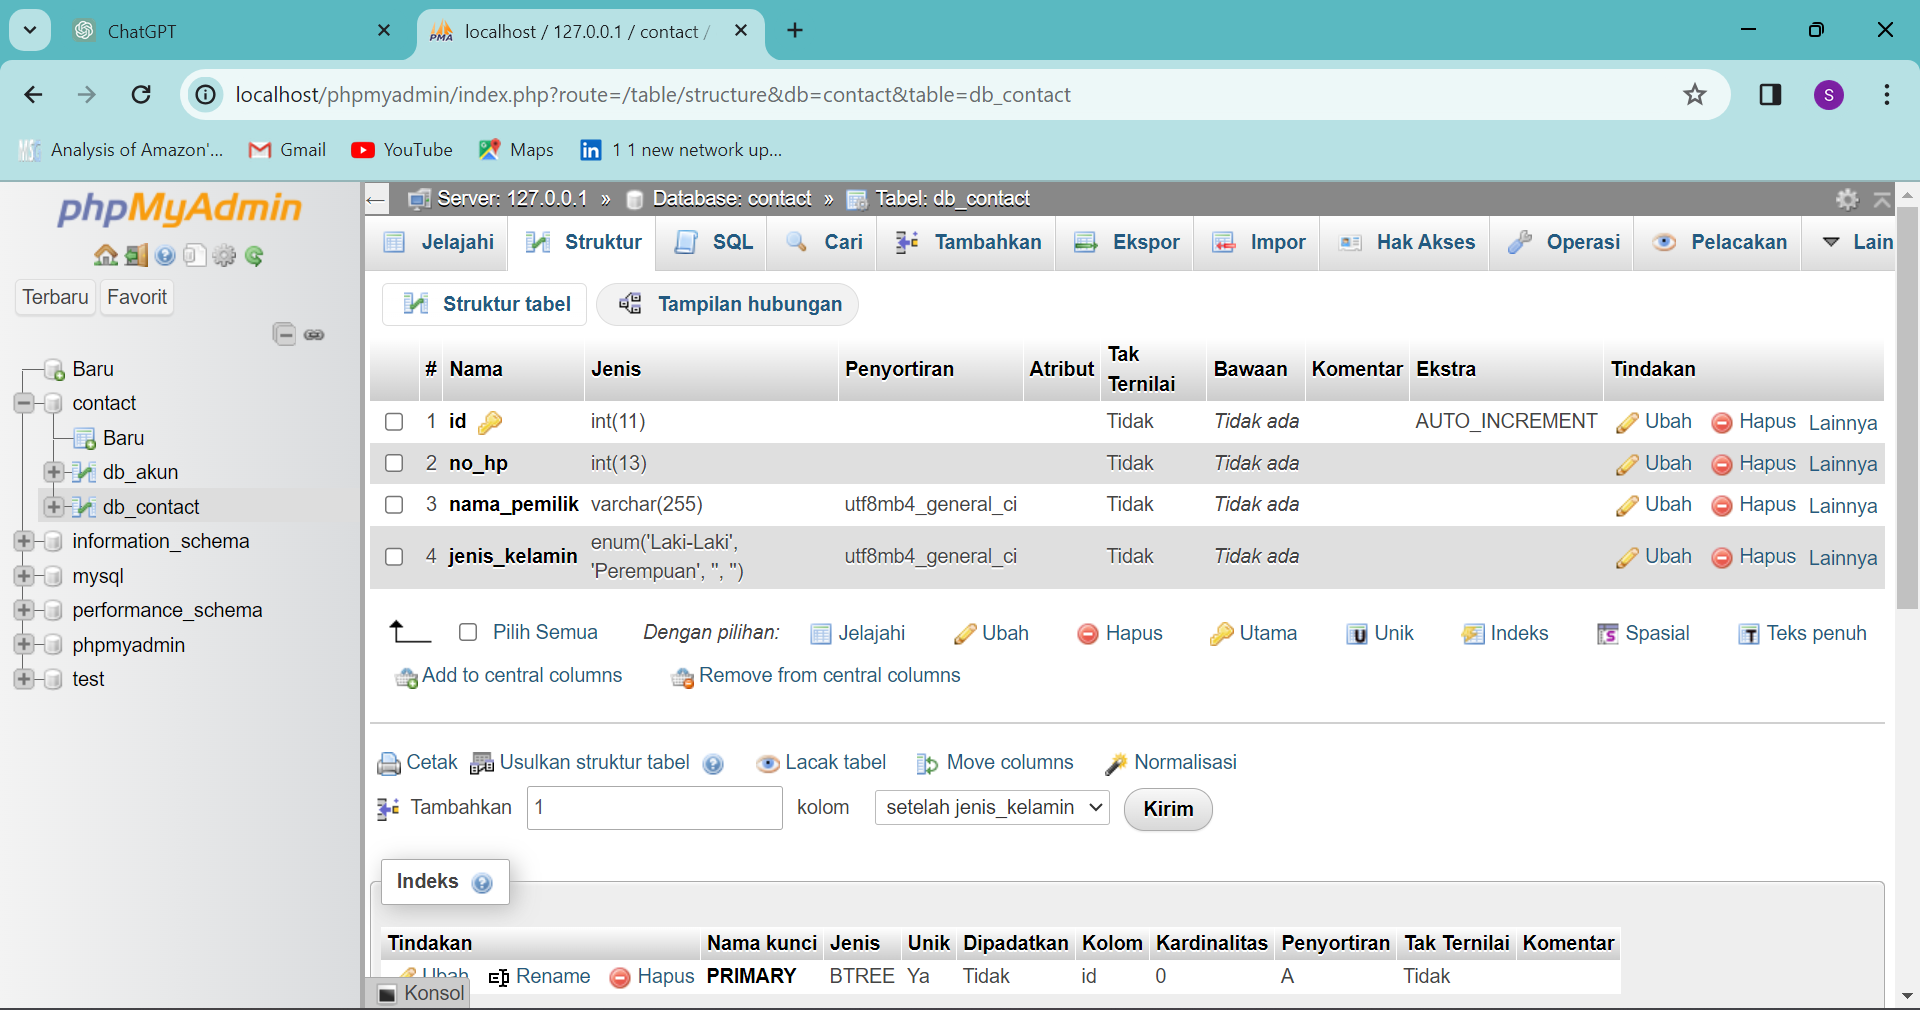 ChatGPT
localhost / 127.0.0.1 / contact /
localhost/phpmyadmin/index.php?route=/table/structure&db=contact&table=db_contact
S
Analysis of Amazon'...
Gmail
YouTube
Maps
1 1 new network up...
phpMyAdmin
Terbaru
Favorit
Baru
contact
Baru
db_akun
db_contact
information_schema
mysql
performance_schema
phpmyadmin
test
Server: 127.0.0.1 » Database: contact » Tabel: db_contact
Jelajahi Struktur SQL Cari Tambahkan Ekspor Impor Hak Akses Operasi Pelacakan Lain
Struktur tabel Tampilan hubungan
# Nama Jenis Penyortiran Atribut Tak Ternilai Bawaan Komentar Ekstra Tindakan
1 id int(11) Tidak Tidak ada AUTO_INCREMENT Ubah Hapus Lainnya
2 no_hp int(13) Tidak Tidak ada Ubah Hapus Lainnya
3 nama_pemilik varchar(255) utf8mb4_general_ci Tidak Tidak ada Ubah Hapus Lainnya
4 jenis_kelamin enum('Laki-Laki', 'Perempuan', '', '') utf8mb4_general_ci Tidak Tidak ada Ubah Hapus Lainnya
Pilih Semua Dengan pilihan: Jelajahi Ubah Hapus Utama Unik Indeks Spasial Teks penuh
Add to central columns Remove from central columns
Cetak Usulkan struktur tabel Lacak tabel Move columns Normalisasi
Tambahkan 1 kolom setelah jenis_kelamin Kirim
Indeks
Tindakan Nama kunci Jenis Unik Dipadatkan Kolom Kardinalitas Penyortiran Tak Ternilai Komentar
Ubah Rename Hapus PRIMARY BTREE Ya Tidak id 0 A Tidak
Konsol